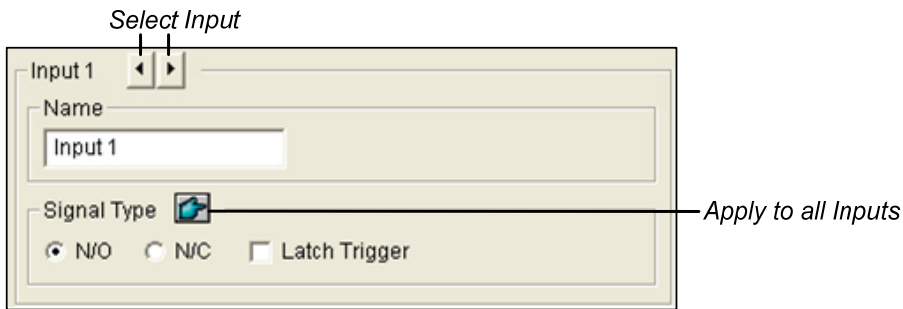 Select Input
Input 1
Name
Input 1
Signal Type
Apply to all Inputs
N/O N/C Latch Trigger